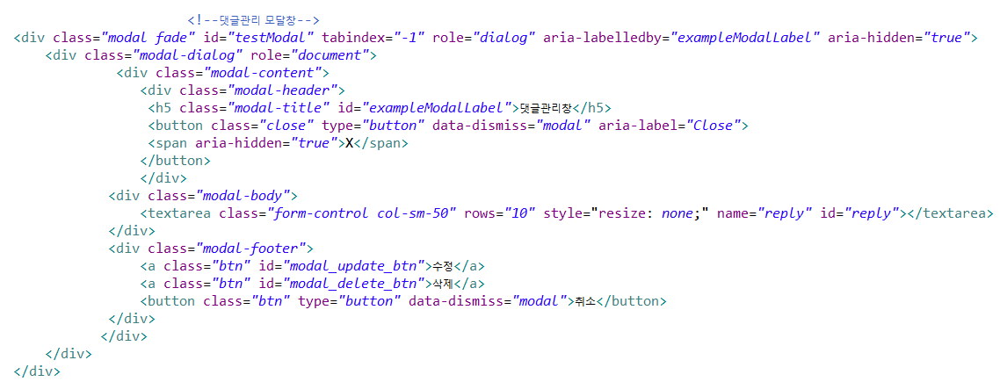 <!--댓글관리 모달창-->
<div class="modal fade" id="testModal" tabindex="-1" role="dialog" aria-labelledby="exampleModalLabel" aria-hidden="true">
<div class="modal-dialog" role="document">
<div class="modal-content">
<div class="modal-header">
<h5 class="modal-title" id="exampleModalLabel">댓글관리창</h5>
<button class="close" type="button" data-dismiss="modal" aria-label="Close">
<span aria-hidden="true">X</span>
</button>
</div>
<div class="modal-body">
<textarea class="form-control col-sm-50" rows="10" style="resize: none;" name="reply" id="reply"></textarea>
</div>
<div class="modal-footer">
<a class="btn" id="modal_update_btn">수정</a>
<a class="btn" id="modal_delete_btn">삭제</a>
<button class="btn" type="button" data-dismiss="modal">취소</button>
</div>
</div>
</div>
</div>